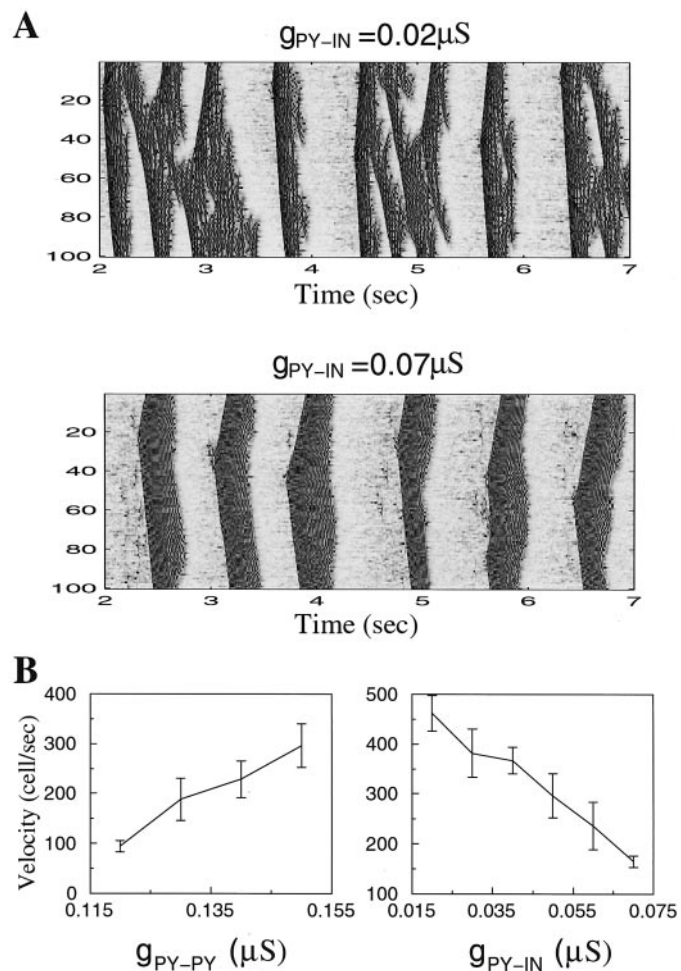 A
gPY-IN=0.02μS
20
40
60
80
100
2 3 4 5 6 7
Time (sec)
gPY-IN=0.07μS
20
40
60
80
100
2 3 4 5 6 7
Time (sec)
B
Velocity (cell/sec)
400
300
200
100
0
0.115 0.135 0.155
gPY-PY (μS)
500
400
300
200
100
0.015 0.035 0.055 0.075
gPY-IN (μS)